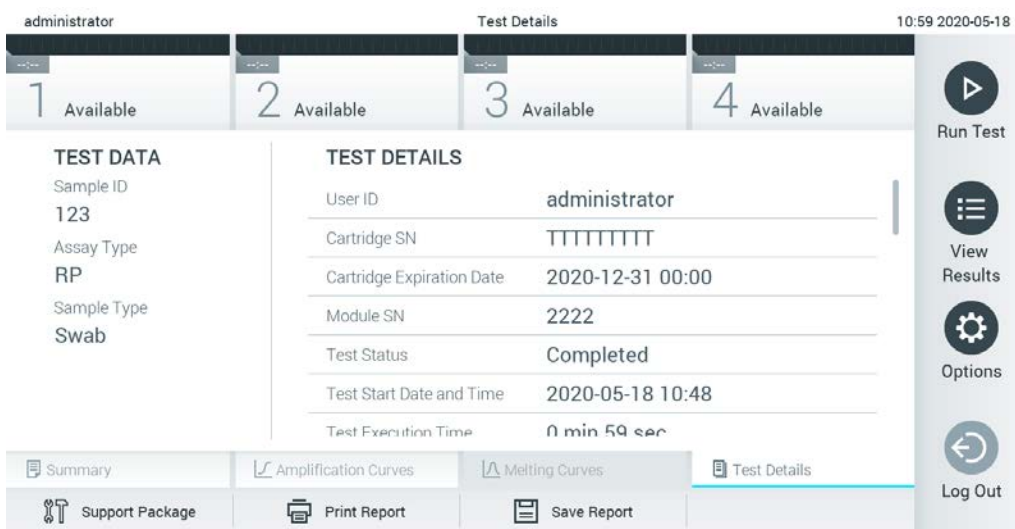 administrator Test Details 10:59 2020-05-18
--:-- --:-- --:-- --:--
1 Available 2 Available 3 Available 4 Available
Run Test
TEST DATA
Sample ID
123
Assay Type
RP
Sample Type
Swab
TEST DETAILS
User ID administrator
Cartridge SN TTTTTTTTT
Cartridge Expiration Date 2020-12-31 00:00
Module SN 2222
Test Status Completed
Test Start Date and Time 2020-05-18 10:48
Test Execution Time 0 min 59 sec
View
Results
Options
Log Out
Summary Amplification Curves Melting Curves Test Details
Support Package Print Report Save Report